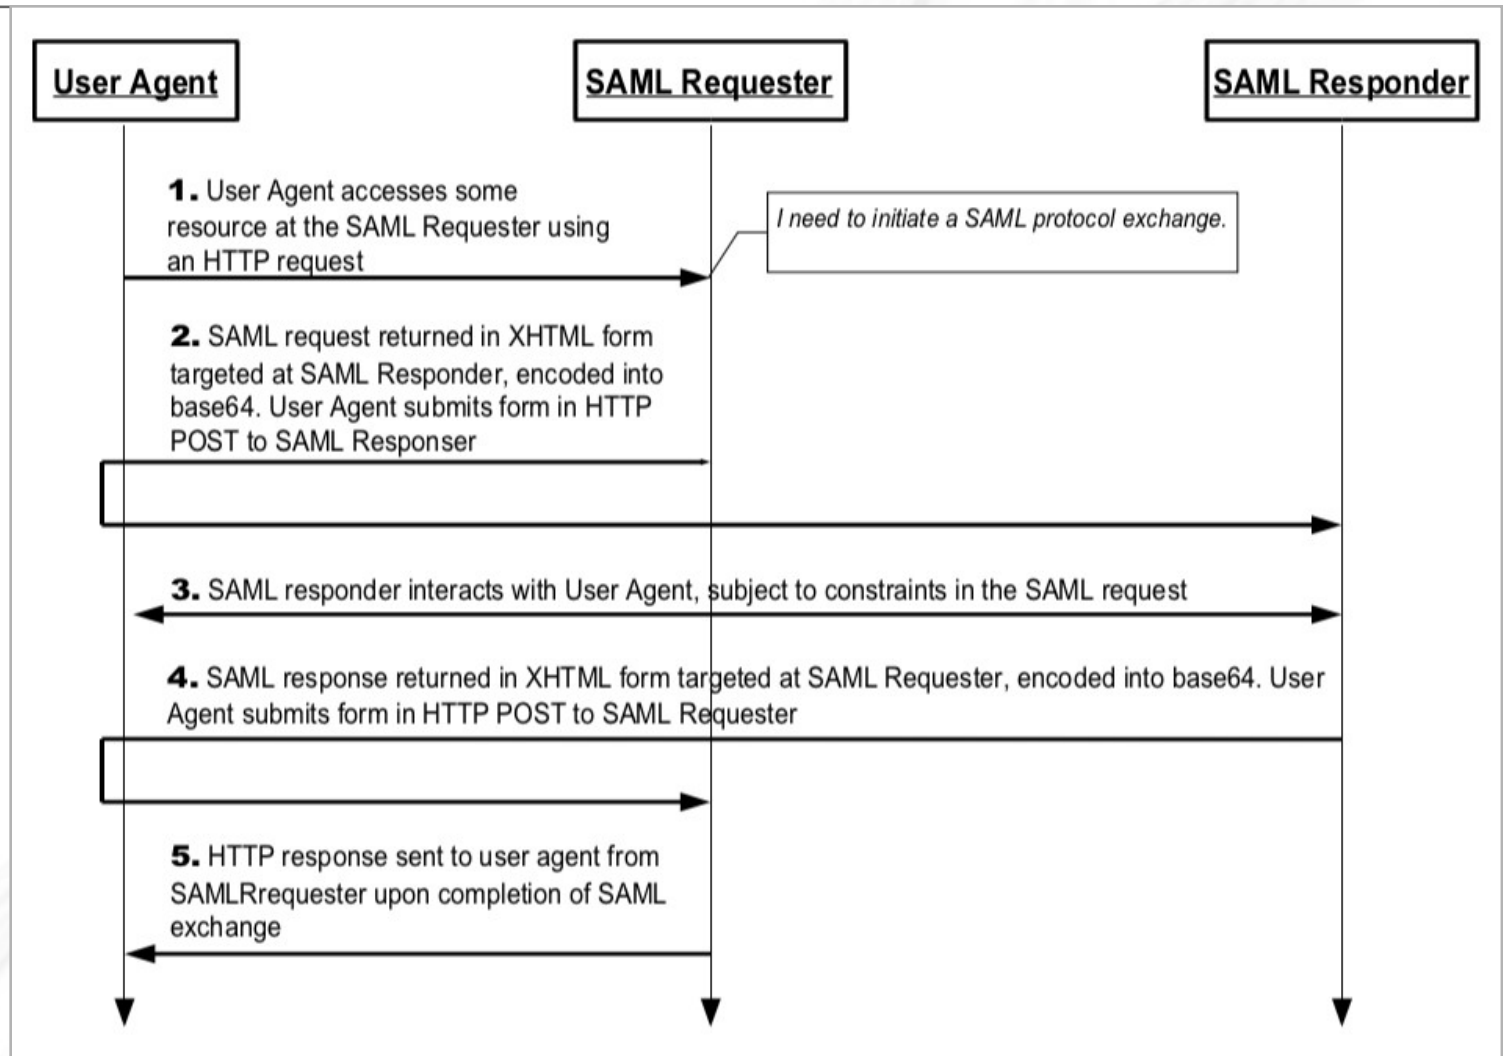 User Agent
SAML Requester
SAML Responder
1. User Agent accesses some
resource at the SAML Requester using
an HTTP request
I need to initiate a SAML protocol exchange.
2. SAML request returned in XHTML form
targeted at SAML Responder, encoded into
base64. User Agent submits form in HTTP
POST to SAML Responser
3. SAML responder interacts with User Agent, subject to constraints in the SAML request
4. SAML response returned in XHTML form targeted at SAML Requester, encoded into base64. User
Agent submits form in HTTP POST to SAML Requester
5. HTTP response sent to user agent from
SAMLRrequester upon completion of SAML
exchange